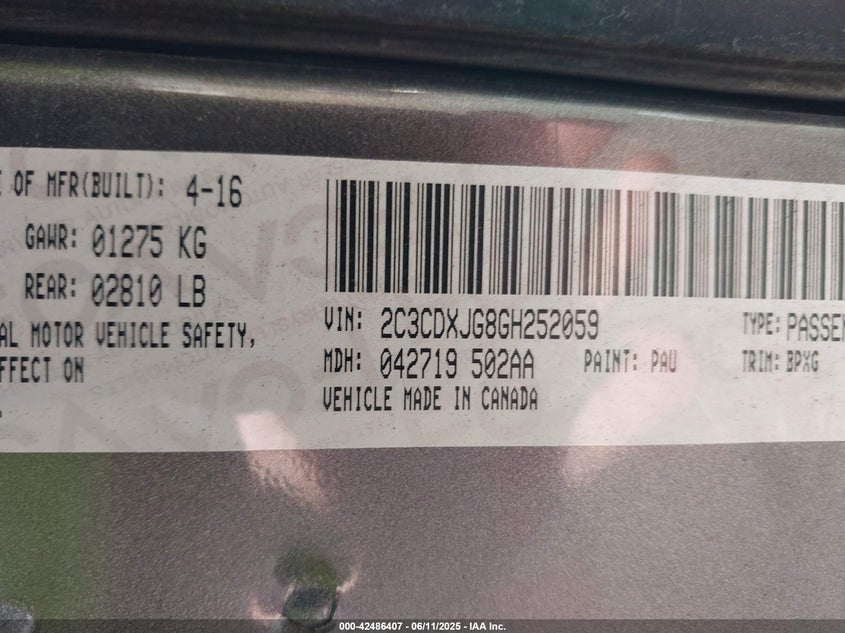 E OF MFR(BUILT): 4-16
GAWR: 01275 KG
REAR: 02810 LB
AL MOTOR VEHICLE SAFETY,
FFECT ON
VIN: 2C3CDXJG8GH252059
TYPE: PASSEN
MDH: 042719 502AA
PAINT: PAU
TRIM: BPXG
VEHICLE MADE IN CANADA
000-42486407 - 06/11/2025 - IAA Inc.